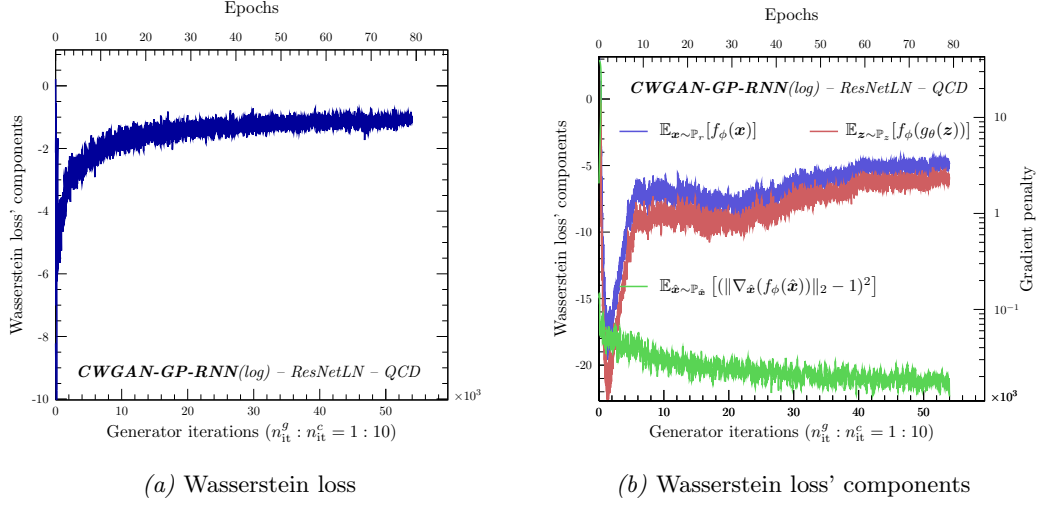 Epochs
0 10 20 30 40 50 60 70 80
0
-2
-4
-6
-8
-10
Wasserstein loss' components
CWGAN-GP-RNN(log) – ResNetLN – QCD
0 10 20 30 40 50
×10³
Generator iterations (n_it^g : n_it^c = 1 : 10)
(a) Wasserstein loss
Epochs
0 10 20 30 40 50 60 70 80
CWGAN-GP-RNN(log) – ResNetLN – QCD
𝔼_{x∼ℙ_r}[f_ϕ(x)]
𝔼_{z∼ℙ_z}[f_ϕ(g_θ(z))]
𝔼_{x̂∼ℙ_x̂}[(‖∇_x̂(f_ϕ(x̂))‖₂ − 1)²]
0
-5
-10
-15
-20
Wasserstein loss' components
10
1
10⁻¹
Gradient penalty
0 10 20 30 40 50
×10³
Generator iterations (n_it^g : n_it^c = 1 : 10)
(b) Wasserstein loss' components